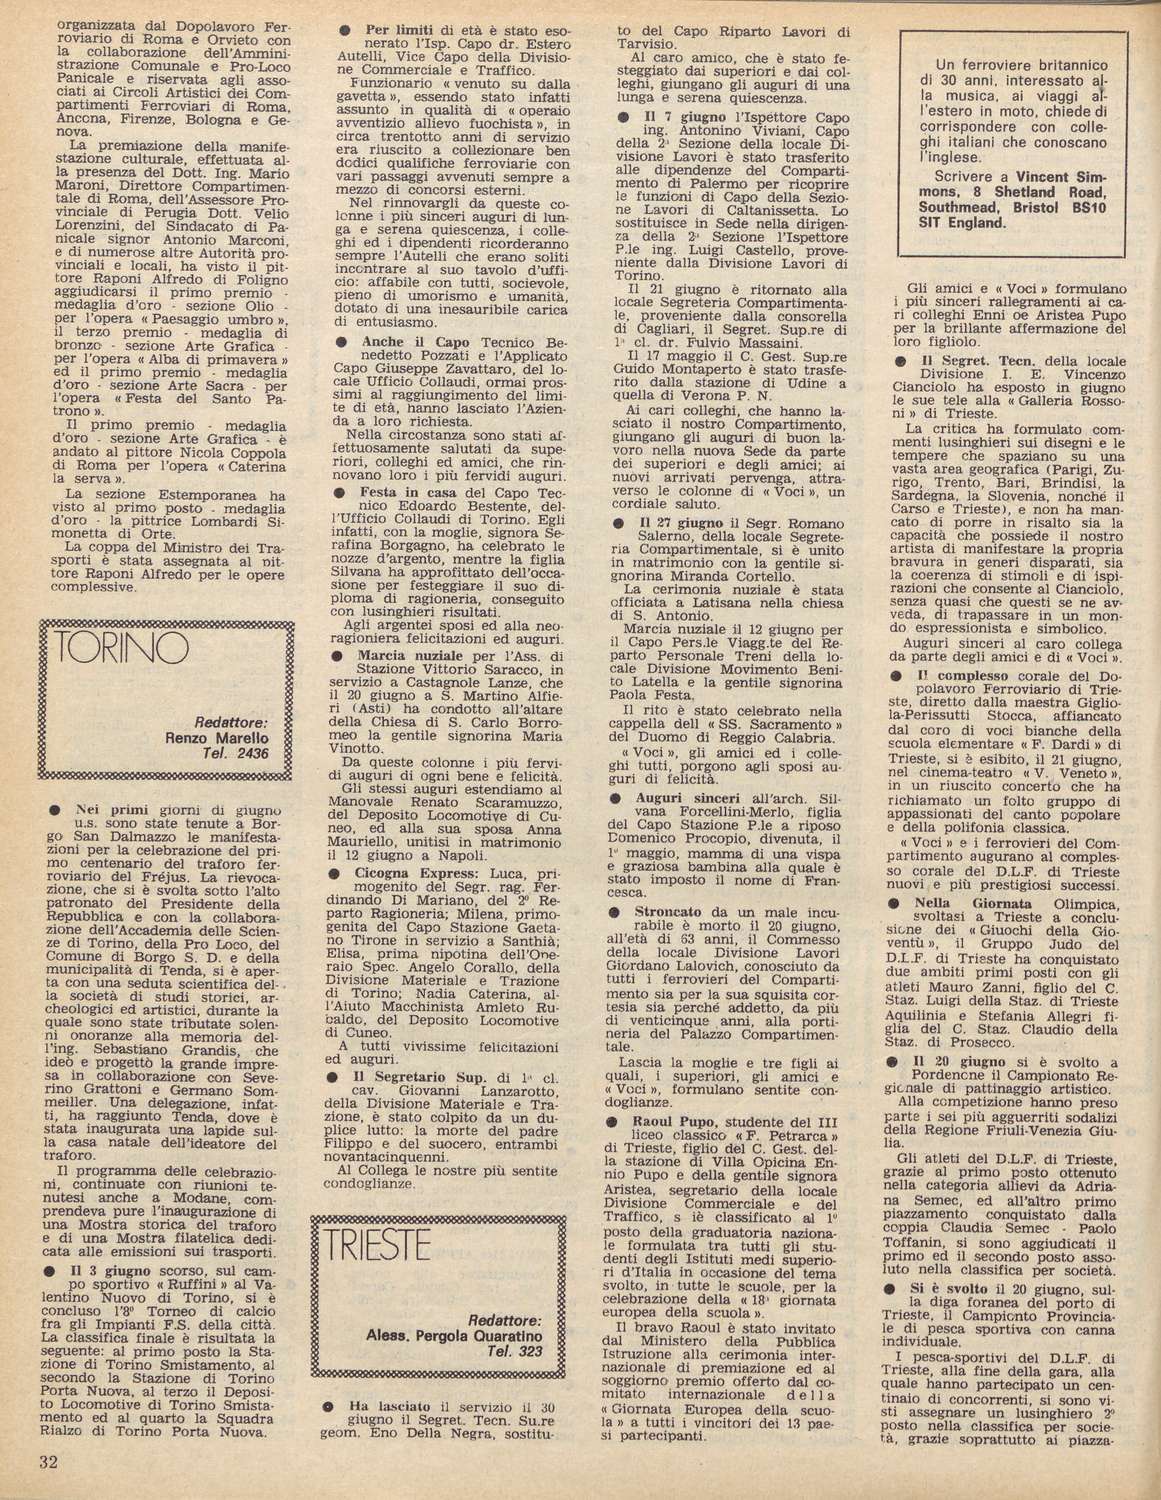 organizzata dal Dopolavoro Fer-
roviario di Roma e Orvieto con
la collaborazione dell'Ammini-
strazione Comunale e Pro-Loco
Panicale e riservata agli asso-
ciati ai Circoli Artistici dei Com-
partimenti Ferroviari di Roma,
Ancona, Firenze, Bologna e Ge-
nova.
La premiazione della manife-
stazione culturale, effettuata al-
la presenza del Dott. Ing. Mario
Maroni, Direttore Compartimen-
tale di Roma, dell'Assessore Pro-
vinciale di Perugia Dott. Velio
Lorenzini, del Sindacato di Pa-
nicale signor Antonio Marconi,
e di numerose altre Autorità pro-
vinciali e locali, ha visto il pit-
tore Raponi Alfredo di Foligno
aggiudicarsi il primo premio -
medaglia d'oro - sezione Olio -
per l'opera « Paesaggio umbro »,
il terzo premio - medaglia di
bronzo - sezione Arte Grafica -
per l'opera « Alba di primavera »
ed il primo premio - medaglia
d'oro - sezione Arte Sacra - per
l'opera « Festa del Santo Pa-
trono ».
Il primo premio - medaglia
d'oro - sezione Arte Grafica - è
andato al pittore Nicola Coppola
di Roma per l'opera « Caterina
la serva ».
La sezione Estemporanea ha
visto al primo posto - medaglia
d'oro - la pittrice Lombardi Si-
monetta di Orte.
La coppa del Ministro dei Tra-
sporti è stata assegnata al pit-
tore Raponi Alfredo per le opere
complessive.
TORINO
Redattore:
Renzo Marello
Tel. 2436
● Nei primi giorni di giugno
u.s. sono state tenute a Bor-
go San Dalmazzo le manifesta-
zioni per la celebrazione del pri-
mo centenario del traforo fer-
roviario del Fréjus. La rievoca-
zione, che si è svolta sotto l'alto
patronato del Presidente della
Repubblica e con la collabora-
zione dell'Accademia delle Scien-
ze di Torino, della Pro Loco, del
Comune di Borgo S. D. e della
municipalità di Tenda, si è aper-
ta con una seduta scientifica del-
la società di studi storici, ar-
cheologici ed artistici, durante la
quale sono state tributate solen-
ni onoranze alla memoria del-
l'ing. Sebastiano Grandis, che
ideò e progettò la grande impre-
sa in collaborazione con Seve-
rino Grattoni e Germano Som-
meiller. Una delegazione, infat-
ti, ha raggiunto Tenda, dove è
stata inaugurata una lapide sul-
la casa natale dell'ideatore del
traforo.
Il programma delle celebrazio-
ni, continuate con riunioni te-
nutesi anche a Modane, com-
prendeva pure l'inaugurazione di
una Mostra storica del traforo
e di una Mostra filatelica dedi-
cata alle emissioni sui trasporti.
● Il 3 giugno scorso, sul cam-
po sportivo « Ruffini » al Va-
lentino Nuovo di Torino, si è
concluso l'8º Torneo di calcio
fra gli Impianti F.S. della città.
La classifica finale è risultata la
seguente: al primo posto la Sta-
zione di Torino Smistamento, al
secondo la Stazione di Torino
Porta Nuova, al terzo il Deposi-
to Locomotive di Torino Smista-
mento ed al quarto la Squadra
Rialzo di Torino Porta Nuova.
32
● Per limiti di età è stato eso-
nerato l'Isp. Capo dr. Estero
Autelli, Vice Capo della Divisio-
ne Commerciale e Traffico.
Funzionario « venuto su dalla
gavetta », essendo stato infatti
assunto in qualità di « operaio
avventizio allievo fuochista », in
circa trentotto anni di servizio
era riuscito a collezionare ben
dodici qualifiche ferroviarie con
vari passaggi avvenuti sempre a
mezzo di concorsi esterni.
Nel rinnovargli da queste co-
lonne i più sinceri auguri di lun-
ga e serena quiescenza, i colle-
ghi ed i dipendenti ricorderanno
sempre l'Autelli che erano soliti
incontrare al suo tavolo d'uffi-
cio: affabile con tutti, socievole,
pieno di umorismo e umanità,
dotato di una inesauribile carica
di entusiasmo.
● Anche il Capo Tecnico Be-
nedetto Pozzati e l'Applicato
Capo Giuseppe Zavattaro, del lo-
cale Ufficio Collaudi, ormai pros-
simi al raggiungimento del limi-
te di età, hanno lasciato l'Azien-
da a loro richiesta.
Nella circostanza sono stati af-
fettuosamente salutati da supe-
riori, colleghi ed amici, che rin-
novano loro i più fervidi auguri.
● Festa in casa del Capo Tec-
nico Edoardo Bestente, del-
l'Ufficio Collaudi di Torino. Egli
infatti, con la moglie, signora Se-
rafina Borgagno, ha celebrato le
nozze d'argento, mentre la figlia
Silvana ha approfittato dell'occa-
sione per festeggiare il suo di-
ploma di ragioneria, conseguito
con lusinghieri risultati.
Agli argentei sposi ed alla neo-
ragioniera felicitazioni ed auguri.
● Marcia nuziale per l'Ass. di
Stazione Vittorio Saracco, in
servizio a Castagnole Lanze, che
il 20 giugno a S. Martino Alfie-
ri (Asti) ha condotto all'altare
della Chiesa di S. Carlo Borro-
meo la gentile signorina Maria
Vinotto.
Da queste colonne i più fervi-
di auguri di ogni bene e felicità.
Gli stessi auguri estendiamo al
Manovale Renato Scaramuzzo,
del Deposito Locomotive di Cu-
neo, ed alla sua sposa Anna
Mauriello, unitisi in matrimonio
il 12 giugno a Napoli.
● Cicogna Express: Luca, pri-
mogenito del Segr. rag. Fer-
dinando Di Mariano, del 2º Re-
parto Ragioneria; Milena, primo-
genita del Capo Stazione Gaeta-
no Tirone in servizio a Santhià;
Elisa, prima nipotina dell'Ope-
raio Spec. Angelo Corallo, della
Divisione Materiale e Trazione
di Torino; Nadia Caterina, al-
l'Aiuto Macchinista Amleto Ru-
baldo, del Deposito Locomotive
di Cuneo.
A tutti vivissime felicitazioni
ed auguri.
● Il Segretario Sup. di 1ª cl.
cav. Giovanni Lanzarotto,
della Divisione Materiale e Tra-
zione, è stato colpito da un du-
plice lutto: la morte del padre
Filippo e del suocero, entrambi
novantacinquenni.
Al Collega le nostre più sentite
condoglianze.
TRIESTE
Redattore:
Aless. Pergola Quaratino
Tel. 323
● Ha lasciato il servizio il 30
giugno il Segret. Tecn. Su.re
geom. Eno Della Negra, sostitu-
to del Capo Riparto Lavori di
Tarvisio.
Al caro amico, che è stato fe-
steggiato dai superiori e dai col-
leghi, giungano gli auguri di una
lunga e serena quiescenza.
● Il 7 giugno l'Ispettore Capo
ing. Antonino Viviani, Capo
della 2ª Sezione della locale Di-
visione Lavori è stato trasferito
alle dipendenze del Comparti-
mento di Palermo per ricoprire
le funzioni di Capo della Sezio-
ne Lavori di Caltanissetta. Lo
sostituisce in Sede nella dirigen-
za della 2ª Sezione l'Ispettore
P.le ing. Luigi Castello, prove-
niente dalla Divisione Lavori di
Torino.
Il 21 giugno è ritornato alla
locale Segreteria Compartimenta-
le, proveniente dalla consorella
di Cagliari, il Segret. Sup.re di
1ª cl. dr. Fulvio Massaini.
Il 17 maggio il C. Gest. Sup.re
Guido Montaperto è stato trasfe-
rito dalla stazione di Udine a
quella di Verona P. N.
Ai cari colleghi, che hanno la-
sciato il nostro Compartimento,
giungano gli auguri di buon la-
voro nella nuova Sede da parte
dei superiori e degli amici; ai
nuovi arrivati pervenga, attra-
verso le colonne di « Voci », un
cordiale saluto.
● Il 27 giugno il Segr. Romano
Salerno, della locale Segrete-
ria Compartimentale, si è unito
in matrimonio con la gentile si-
gnorina Miranda Cortello.
La cerimonia nuziale è stata
officiata a Latisana nella chiesa
di S. Antonio.
Marcia nuziale il 12 giugno per
il Capo Pers.le Viagg.te del Re-
parto Personale Treni della lo-
cale Divisione Movimento Beni-
to Latella e la gentile signorina
Paola Festa.
Il rito è stato celebrato nella
cappella dell « SS. Sacramento »
del Duomo di Reggio Calabria.
« Voci », gli amici ed i colle-
ghi tutti, porgono agli sposi au-
guri di felicità.
● Auguri sinceri all'arch. Sil-
vana Forcellini-Merlo, figlia
del Capo Stazione P.le a riposo
Domenico Procopio, divenuta, il
1º maggio, mamma di una vispa
e graziosa bambina alla quale è
stato imposto il nome di Fran-
cesca.
● Stroncato da un male incu-
rabile è morto il 20 giugno,
all'età di 63 anni, il Commesso
della locale Divisione Lavori
Giordano Lalovich, conosciuto da
tutti i ferrovieri del Comparti-
mento sia per la sua squisita cor-
tesia sia perché addetto, da più
di venticinque anni, alla porti-
neria del Palazzo Compartimen-
tale.
Lascia la moglie e tre figli ai
quali, i superiori, gli amici e
« Voci », formulano sentite con-
doglianze.
● Raoul Pupo, studente del III
liceo classico « F. Petrarca »
di Trieste, figlio del C. Gest. del-
la stazione di Villa Opicina En-
nio Pupo e della gentile signora
Aristea, segretario della locale
Divisione Commerciale e del
Traffico, s iè classificato al 1º
posto della graduatoria naziona-
le formulata tra tutti gli stu-
denti degli Istituti medi superio-
ri d'Italia in occasione del tema
svolto, in tutte le scuole, per la
celebrazione della « 18ª giornata
europea della scuola ».
Il bravo Raoul è stato invitato
dal Ministero della Pubblica
Istruzione alla cerimonia inter-
nazionale di premiazione ed al
soggiorno premio offerto dal co-
mitato internazionale della
« Giornata Europea della scuo-
la » a tutti i vincitori dei 13 pae-
si partecipanti.
Un ferroviere britannico
di 30 anni, interessato al-
la musica, ai viaggi al-
l'estero in moto, chiede di
corrispondere con colle-
ghi italiani che conoscano
l'inglese.
Scrivere a Vincent Sim-
mons, 8 Shetland Road,
Southmead, Bristol BS10
SIT England.
Gli amici e « Voci » formulano
i più sinceri rallegramenti ai ca-
ri colleghi Enni oe Aristea Pupo
per la brillante affermazione del
loro figliolo.
● Il Segret. Tecn. della locale
Divisione I. E. Vincenzo
Cianciolo ha esposto in giugno
le sue tele alla « Galleria Rosso-
ni » di Trieste.
La critica ha formulato com-
menti lusinghieri sui disegni e le
tempere che spaziano su una
vasta area geografica (Parigi, Zu-
rigo, Trento, Bari, Brindisi, la
Sardegna, la Slovenia, nonché il
Carso e Trieste), e non ha man-
cato di porre in risalto sia la
capacità che possiede il nostro
artista di manifestare la propria
bravura in generi disparati, sia
la coerenza di stimoli e di ispi-
razioni che consente al Cianciolo,
senza quasi che questi se ne av-
veda, di trapassare in un mon-
do espressionista e simbolico.
Auguri sinceri al caro collega
da parte degli amici e di « Voci ».
● Il complesso corale del Do-
polavoro Ferroviario di Trie-
ste, diretto dalla maestra Giglio-
la-Perissutti Stocca, affiancato
dal coro di voci bianche della
scuola elementare « F. Dardi » di
Trieste, si è esibito, il 21 giugno,
nel cinema-teatro « V. Veneto »,
in un riuscito concerto che ha
richiamato un folto gruppo di
appassionati del canto popolare
e della polifonia classica.
« Voci » e i ferrovieri del Com-
partimento augurano al comples-
so corale del D.L.F. di Trieste
nuovi e più prestigiosi successi.
● Nella Giornata Olimpica,
svoltasi a Trieste a conclu-
sione dei « Giuochi della Gio-
ventù », il Gruppo Judo del
D.L.F. di Trieste ha conquistato
due ambiti primi posti con gli
atleti Mauro Zanni, figlio del C.
Staz. Luigi della Staz. di Trieste
Aquilinia e Stefania Allegri fi-
glia del C. Staz. Claudio della
Staz. di Prosecco.
● Il 20 giugno si è svolto a
Pordenone il Campionato Re-
gionale di pattinaggio artistico.
Alla competizione hanno preso
parte i sei più agguerriti sodalizi
della Regione Friuli-Venezia Giu-
lia.
Gli atleti del D.L.F. di Trieste,
grazie al primo posto ottenuto
nella categoria allievi da Adria-
na Semec, ed all'altro primo
piazzamento conquistato dalla
coppia Claudia Semec - Paolo
Toffanin, si sono aggiudicati il
primo ed il secondo posto asso-
luto nella classifica per società.
● Si è svolto il 20 giugno, sul-
la diga foranea del porto di
Trieste, il Campionto Provincia-
le di pesca sportiva con canna
individuale.
I pesca-sportivi del D.L.F. di
Trieste, alla fine della gara, alla
quale hanno partecipato un cen-
tinaio di concorrenti, si sono vi-
sti assegnare un lusinghiero 2º
posto nella classifica per socie-
tà, grazie soprattutto ai piazza-